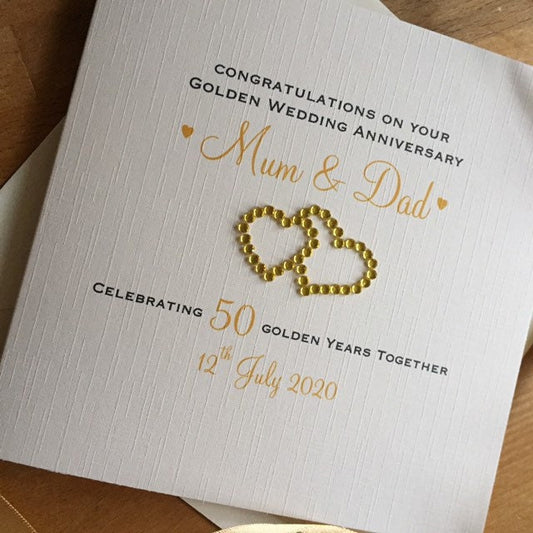 Congratulations on your
Golden Wedding Anniversary
Mum & Dad
Celebrating 50 golden Years Together
12th July 2020